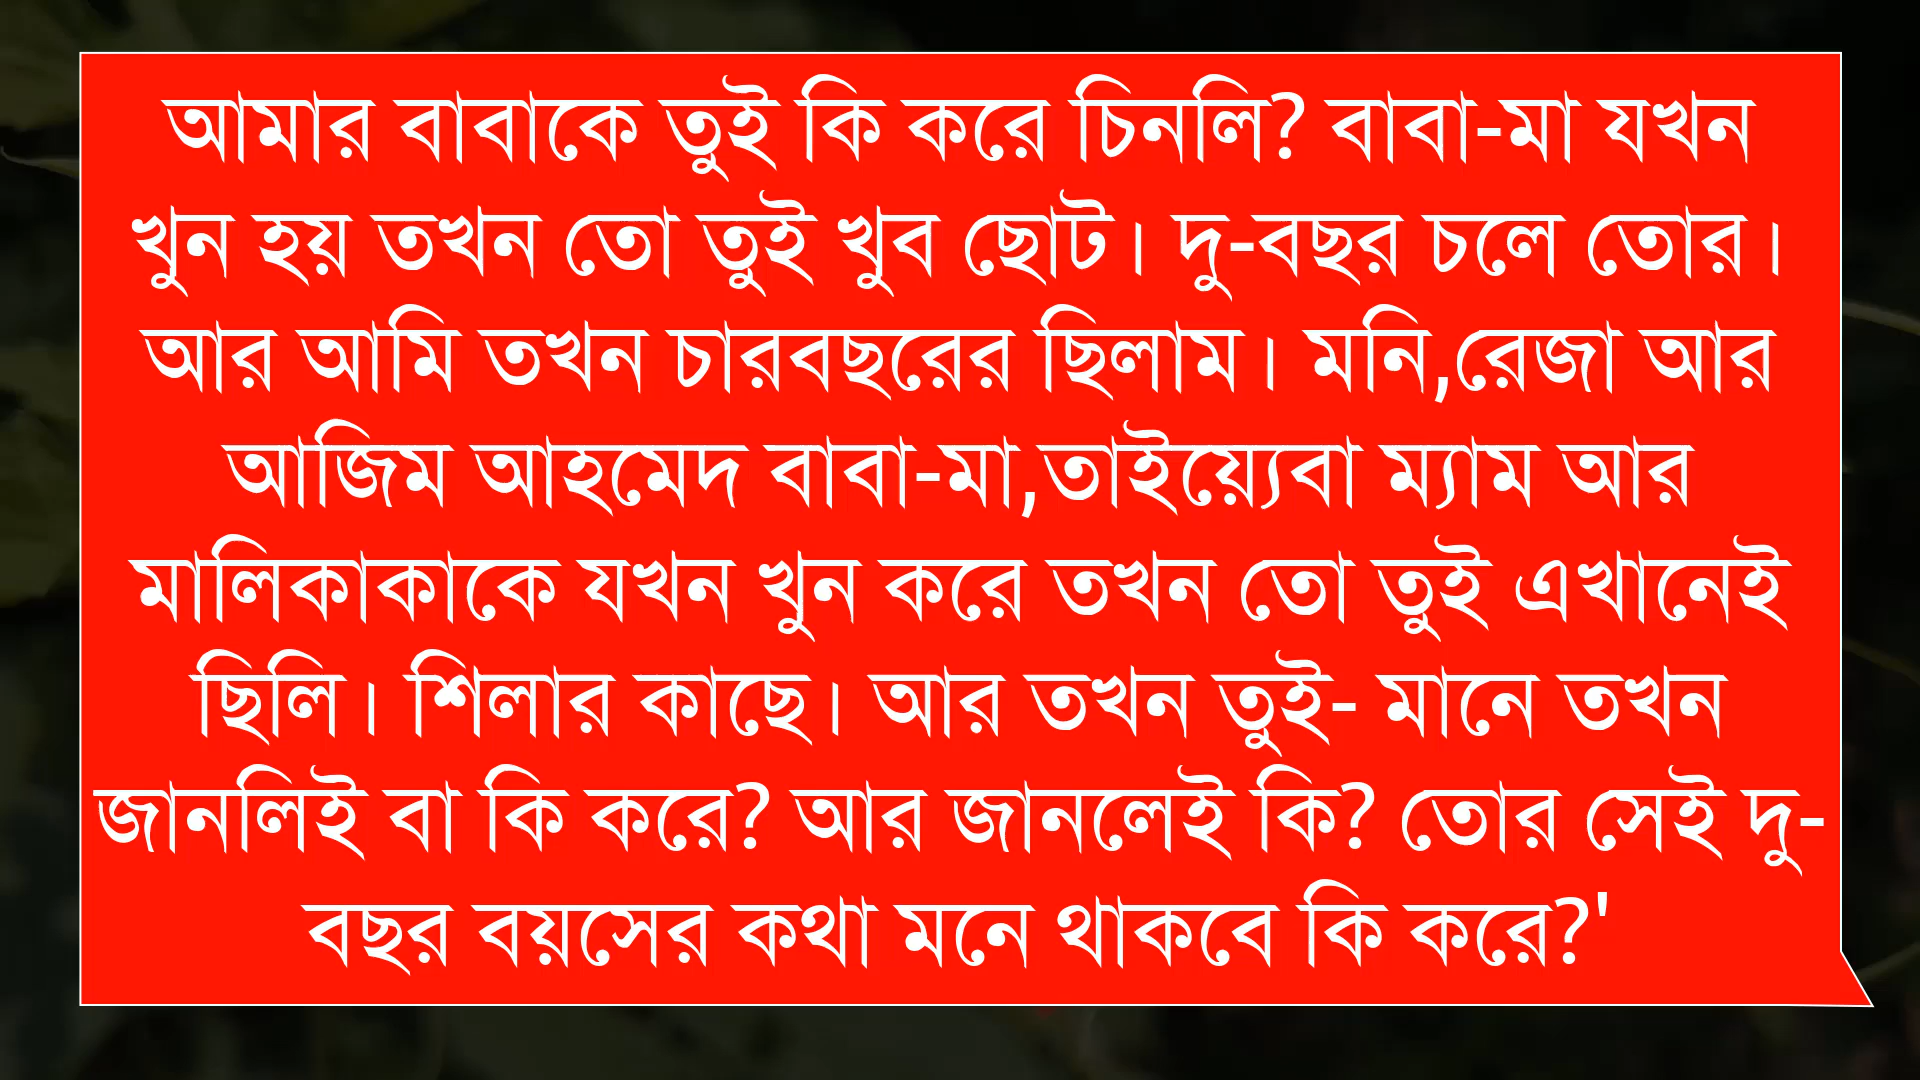 আমার বাবাকে তুই কি করে চিনলি? বাবা-মা যখন
খুন হয় তখন তো তুই খুব ছোট। দু-বছর চলে তোর।
আর আমি তখন চারবছরের ছিলাম। মনি,রেজা আর
আজিম আহমেদ বাবা-মা,তাইয়্যেবা ম্যাম আর
মালিকাকাকে যখন খুন করে তখন তো তুই এখানেই
ছিলি। শিলার কাছে। আর তখন তুই- মানে তখন
জানলিই বা কি করে? আর জানলেই কি? তোর সেই দু-
বছর বয়সের কথা মনে থাকবে কি করে?'